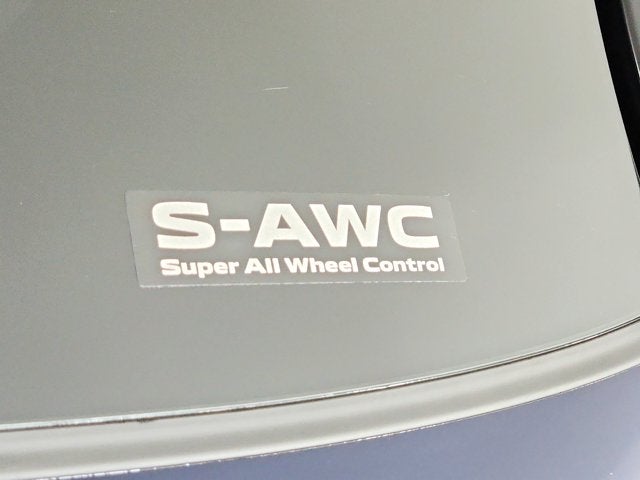 S-AWC
Super All Wheel Control